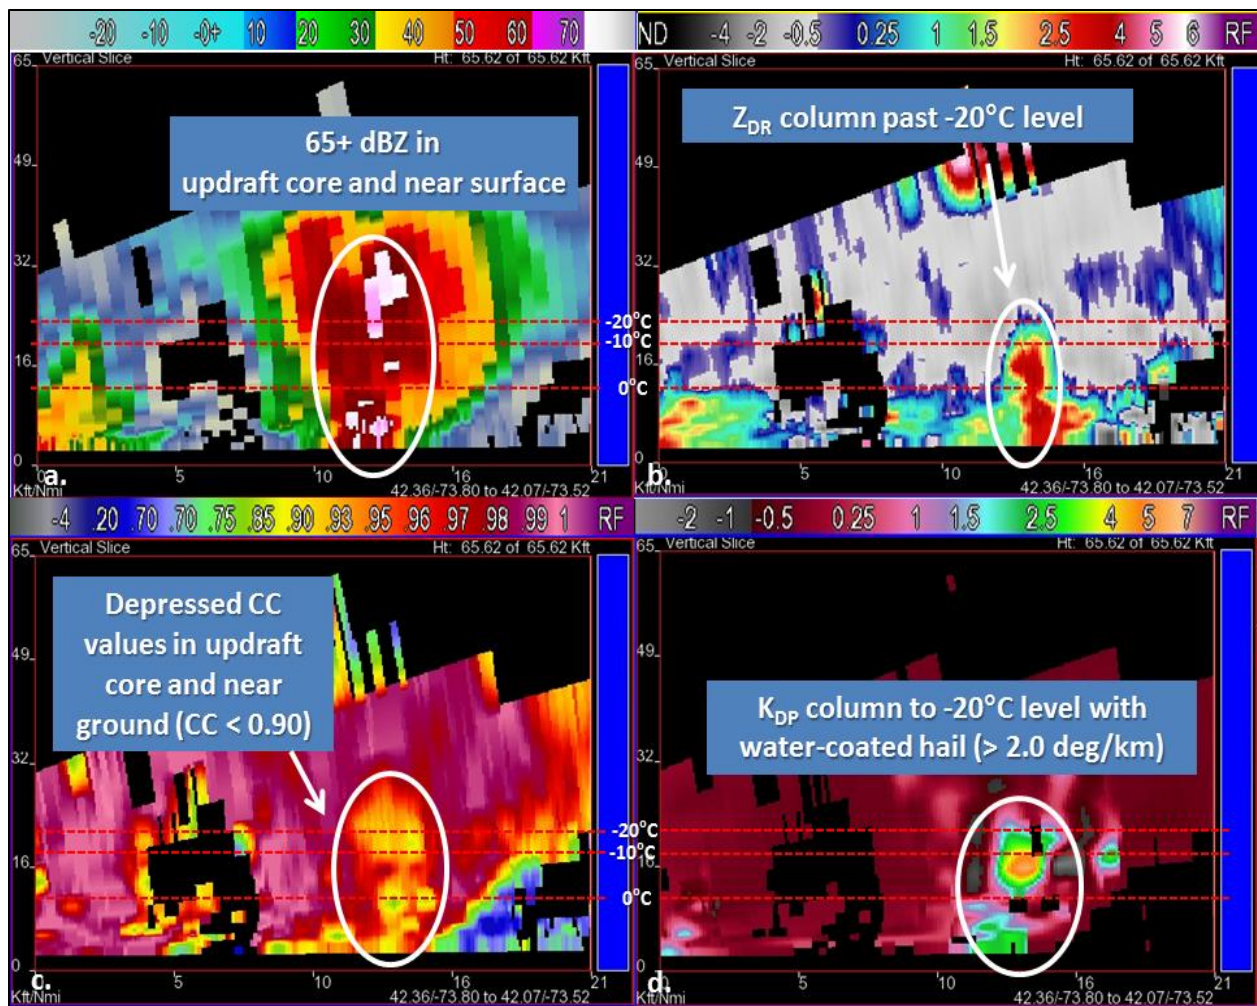 -20 -10 -0+ 10 20 30 40 50 60 70
ND -4 -2 -0.5 0.25 1 1.5 2.5 4 5 6 RF
Vertical Slice Ht: 65.62 of 65.62 Kft
Vertical Slice Ht: 65.62 of 65.62 Kft
65
65+ dBZ in
updraft core and near surface
49
32
16
0
-20°C
-10°C
0°C
a.
5 10 16 21
Kft/Nmi 42.36/-73.80 to 42.07/-73.52
65
ZDR column past -20°C level
49
32
16
0
b.
5 10 16 21
Kft/Nmi 42.36/-73.80 to 42.07/-73.52
-4 .20 .70 .70 .75 .85 .90 .93 .95 .96 .97 .98 .99 1 RF
-2 -1 -0.5 0.25 1 1.5 2.5 4 5 7 RF
Vertical Slice Ht: 65.62 of 65.62 Kft
Vertical Slice Ht: 65.62 of 65.62 Kft
65
Depressed CC
values in updraft
core and near
ground (CC < 0.90)
49
32
16
0
-20°C
-10°C
0°C
c.
5 10 16 21
Kft/Nmi 42.36/-73.80 to 42.07/-73.52
65
KDP column to -20°C level with
water-coated hail (> 2.0 deg/km)
49
32
16
0
d.
5 10 16 21
Kft/Nmi 42.36/-73.80 to 42.07/-73.52